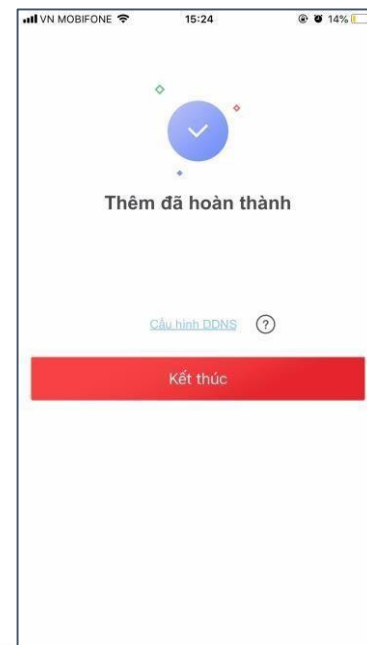 VN MOBIFONE 15:24 14%
Thêm đã hoàn thành
Cấu hình DDNS ?
Kết thúc